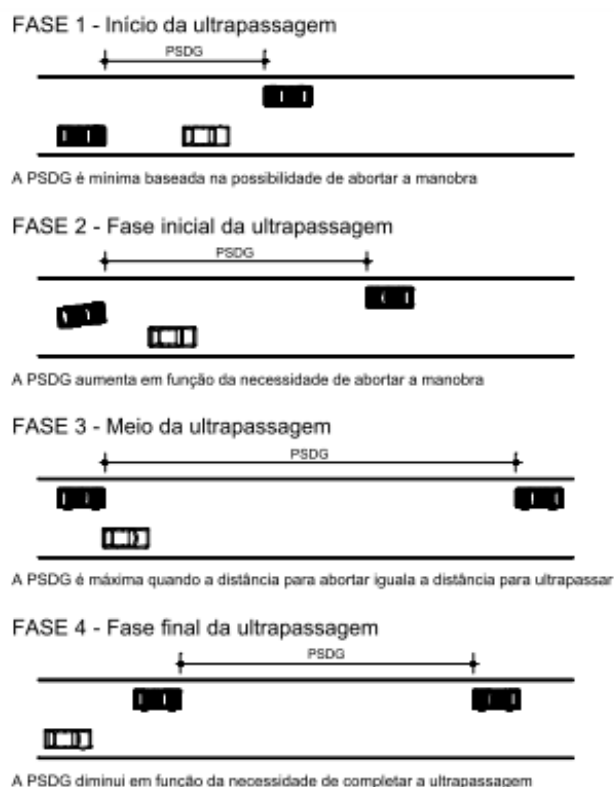 FASE 1 - Início da ultrapassagem
PSDG
A PSDG é mínima baseada na possibilidade de abortar a manobra
FASE 2 - Fase inicial da ultrapassagem
PSDG
A PSDG aumenta em função da necessidade de abortar a manobra
FASE 3 - Meio da ultrapassagem
PSDG
A PSDG é máxima quando a distância para abortar iguala a distância para ultrapassar
FASE 4 - Fase final da ultrapassagem
PSDG
A PSDG diminui em função da necessidade de completar a ultrapassagem